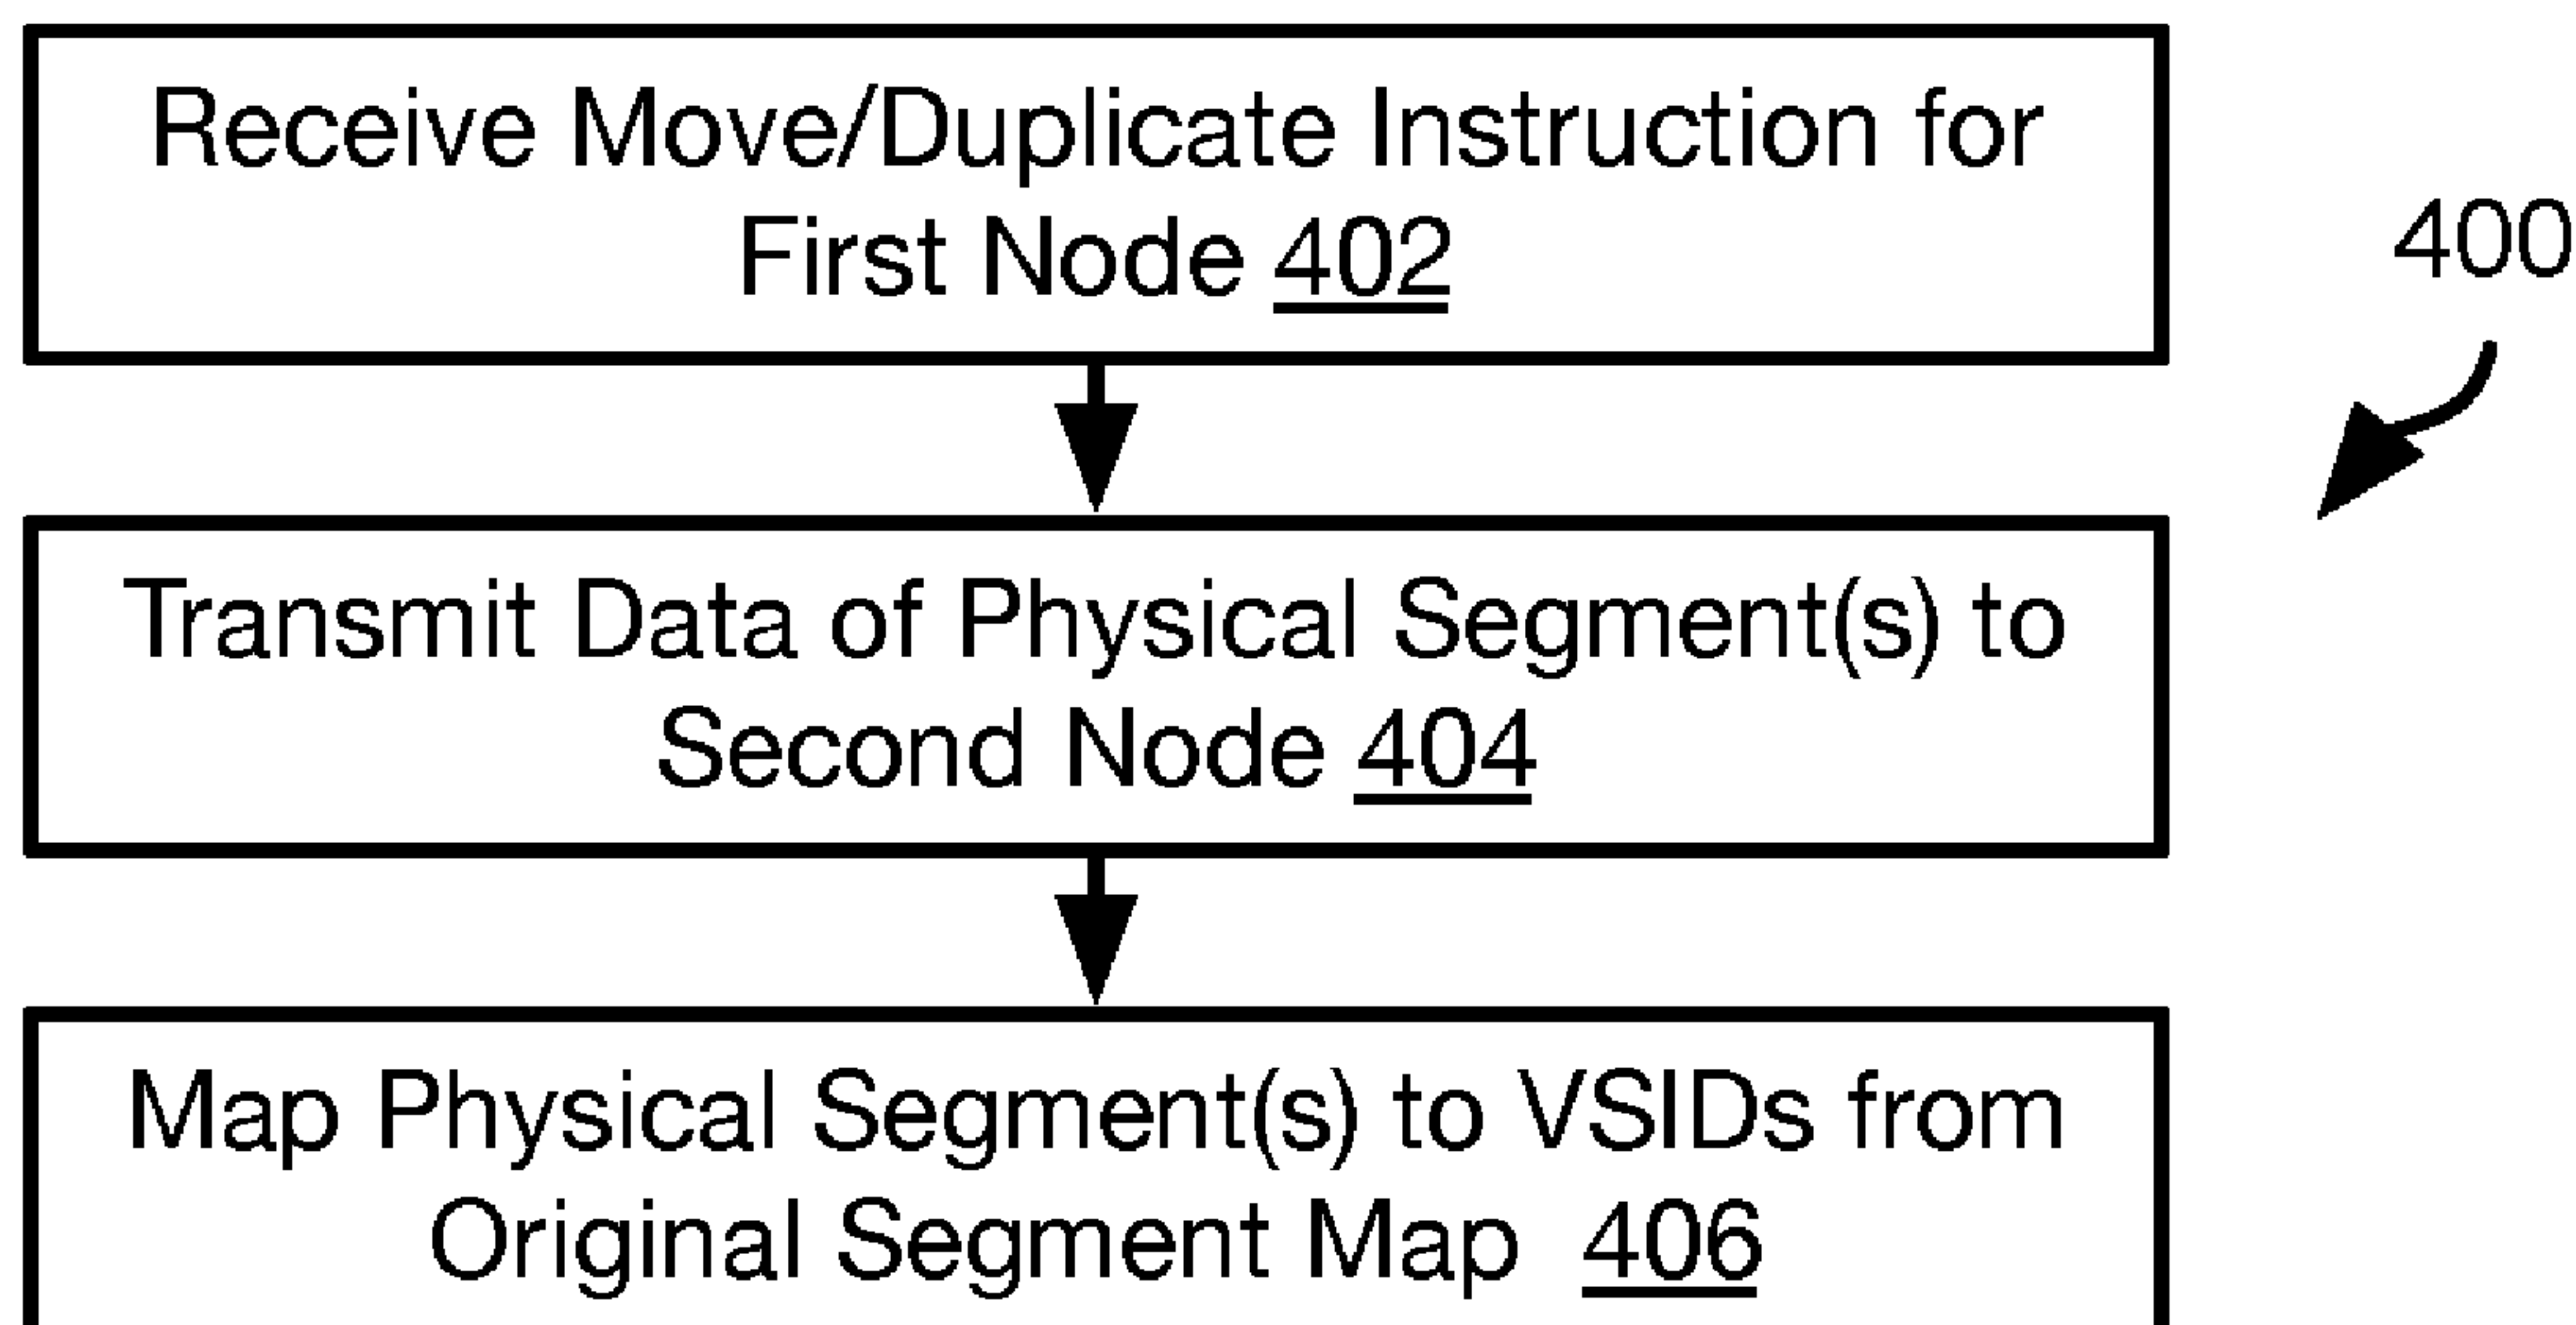 Receive Move/Duplicate Instruction for
First Node 402
400
Transmit Data of Physical Segment(s) to
Second Node 404
Map Physical Segment(s) to VSIDs from
Original Segment Map 406